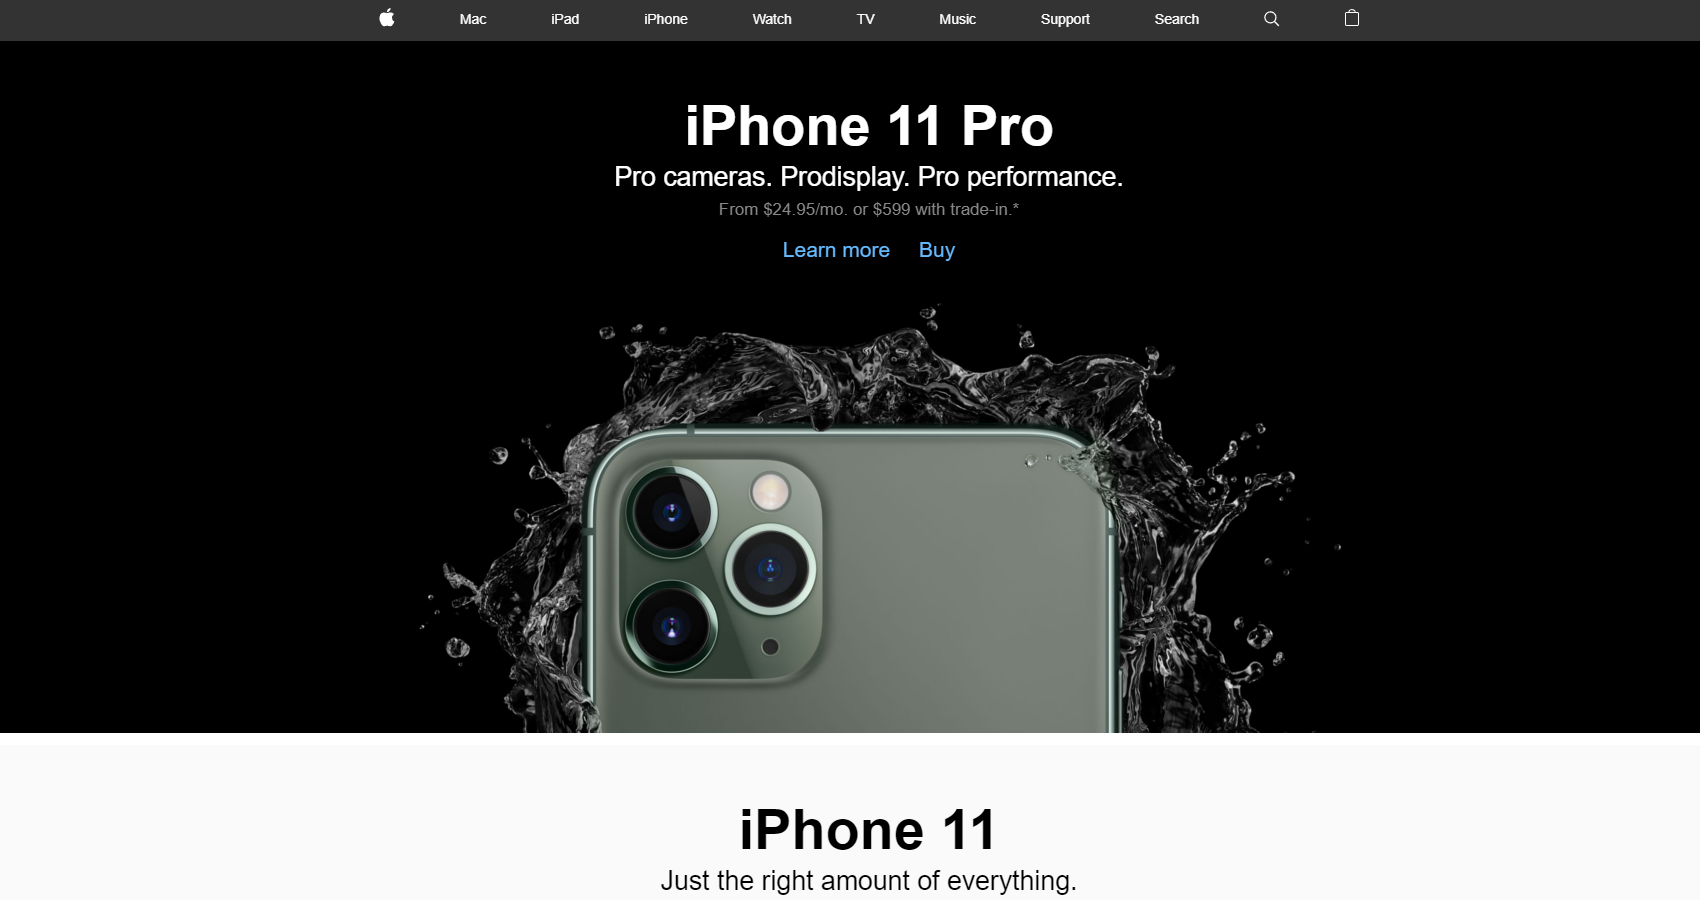 Mac iPad iPhone Watch TV Music Support Search
iPhone 11 Pro
Pro cameras. Prodisplay. Pro performance.
From $24.95/mo. or $599 with trade-in.*
Learn more Buy
iPhone 11
Just the right amount of everything.